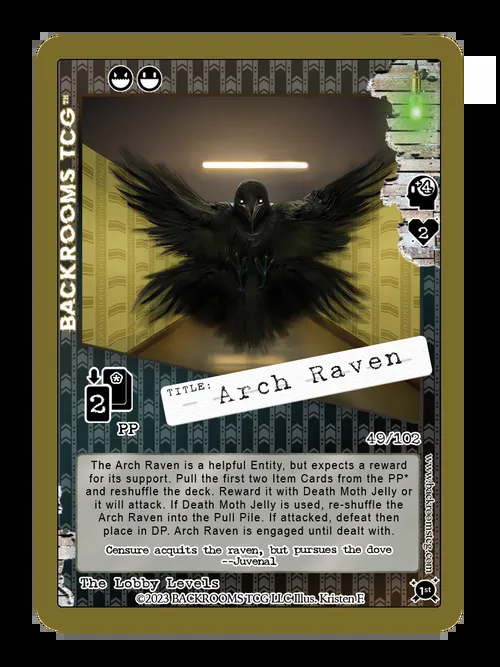 BACKROOMS TCG™
+4
2
TITLE: Arch Raven
2
*
PP
49/102
The Arch Raven is a helpful Entity, but expects a reward
for its support. Pull the first two Item Cards from the PP*
and reshuffle the deck. Reward it with Death Moth Jelly or
it will attack. If Death Moth Jelly is used, re-shuffle the
Arch Raven into the Pull Pile. If attacked, defeat then
place in DP. Arch Raven is engaged until dealt with.
Censure acquits the raven, but pursues the dove
--Juvenal
www.backroomstcg.com
The Lobby Levels
©2023 BACKROOMS TCG LLC Illus. Kristen F.
1st